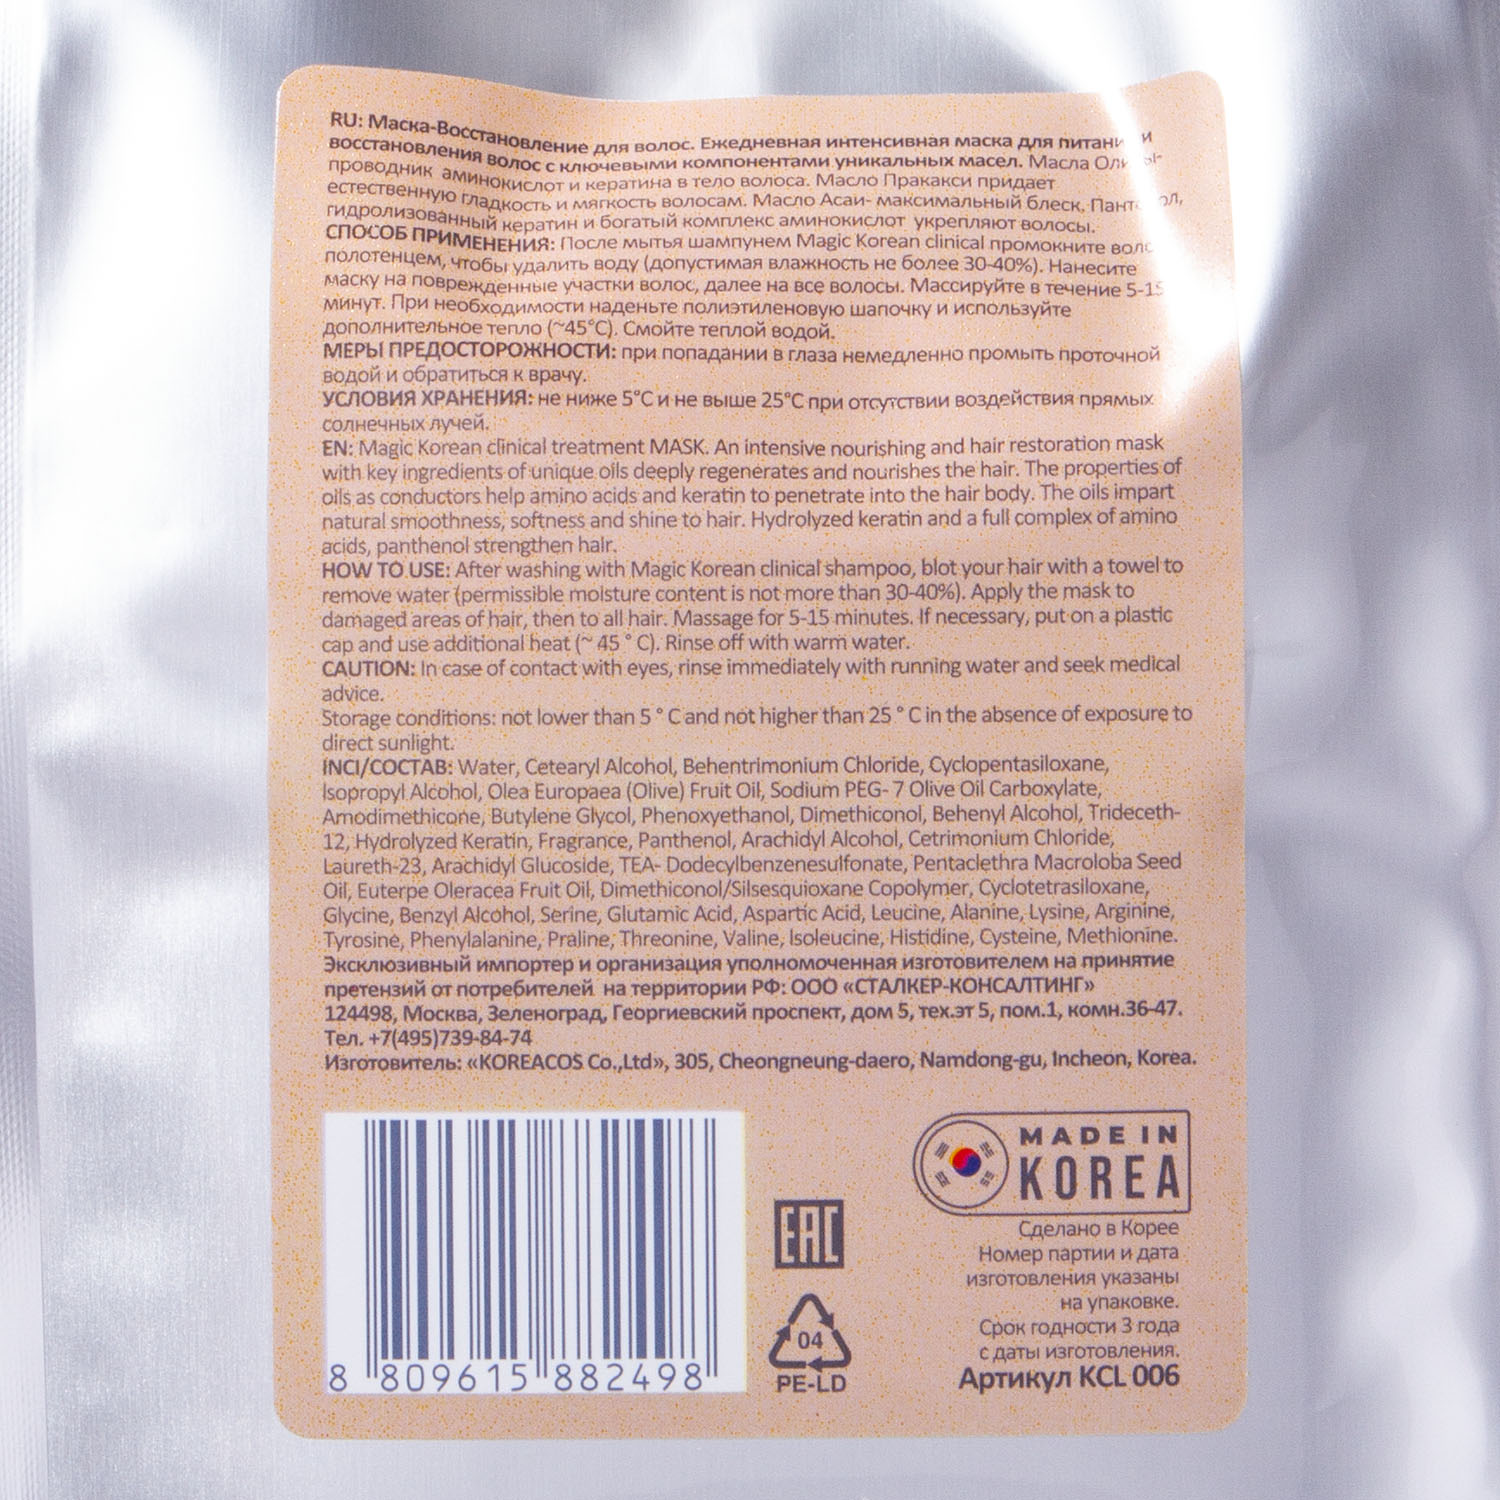 RU: Маска-Восстановление для волос. Ежедневная интенсивная маска для питани и
восстановления волос с ключевыми компонентами уникальных масел. Масла
проводник аминокислот и кератина в тело волоса. Масло Пракакси придает
естественную гладкость и мягкость волосам. Масло Асаи- максимальный блеск,
гидролизованный кератин и богатый комплекс аминокислот укрепляют волосы.
СПОСОБ ПРИМЕНЕНИЯ: После мытья шампунем Magic Korean clinical промокните
полотенцем, чтобы удалить воду (допустимая влажность не более 30-40%). Нанесите
маску на поврежденные участки волос, далее на все волосы. Массируйте в течение 5-15
минут. При необходимости наденьте полиэтиленовую шапочку и используйте
дополнительное тепло (~45°C). Смойте теплой водой.
МЕРЫ ПРЕДОСТОРОЖНОСТИ: при попадании в глаза немедленно промыть проточной
водой и обратиться к врачу.
УСЛОВИЯ ХРАНЕНИЯ: не ниже 5°C и не выше 25°C при отсутствии воздействия прямых
солнечных лучей.
EN: Magic Korean clinical treatment MASK. An intensive nourishing and hair restoration mask
with key ingredients of unique oils deeply regenerates and nourishes the hair. The properties of
oils as conductors help amino acids and keratin to penetrate into the hair body. The oils impart
natural smoothness, softness and shine to hair. Hydrolyzed keratin and a full complex of amino
acids, panthenol strengthen hair.
HOW TO USE: After washing with Magic Korean clinical shampoo, blot your hair with a towel to
remove water (permissible moisture content is not more than 30-40%). Apply the mask to
damaged areas of hair, then to all hair. Massage for 5-15 minutes. If necessary, put on a plastic
cap and use additional heat (~ 45 ° C). Rinse off with warm water.
CAUTION: In case of contact with eyes, rinse immediately with running water and seek medical
advice.
Storage conditions: not lower than 5 ° C and not higher than 25 ° C in the absence of exposure to
direct sunlight.
INCI/СОСТАВ: Water, Cetearyl Alcohol, Behentrimonium Chloride, Cyclopentasiloxane,
Isopropyl Alcohol, Olea Europaea (Olive) Fruit Oil, Sodium PEG- 7 Olive Oil Carboxylate,
Amodimethicone, Butylene Glycol, Phenoxyethanol, Dimethiconol, Behenyl Alcohol, Trideceth-
12, Hydrolyzed Keratin, Fragrance, Panthenol, Arachidyl Alcohol, Cetrimonium Chloride,
Laureth-23, Arachidyl Glucoside, TEA- Dodecylbenzenesulfonate, Pentaclethra Macroloba Seed
Oil, Euterpe Oleracea Fruit Oil, Dimethiconol/Silsesquioxane Copolymer, Cyclotetrasiloxane,
Glycine, Benzyl Alcohol, Serine, Glutamic Acid, Aspartic Acid, Leucine, Alanine, Lysine, Arginine,
Tyrosine, Phenylalanine, Praline, Threonine, Valine, Isoleucine, Histidine, Cysteine, Methionine.
Эксклюзивный импортер и организация уполномоченная изготовителем на принятие
претензий от потребителей на территории РФ: ООО «СТАЛКЕР-КОНСАЛТИНГ»
124498, Москва, Зеленоград, Георгиевский проспект, дом 5, тех.эт 5, пом.1, комн.36-47.
Тел. +7(495)739-84-74
Изготовитель: «KOREACOS Co.,Ltd», 305, Cheongneung-daero, Namdong-gu, Incheon, Korea.
8 809615 882498
EAC
04
PE-LD
MADE IN
KOREA
Сделано в Корее
Номер партии и дата
изготовления указаны
на упаковке.
Срок годности 3 года
с даты изготовления.
Артикул KCL 006